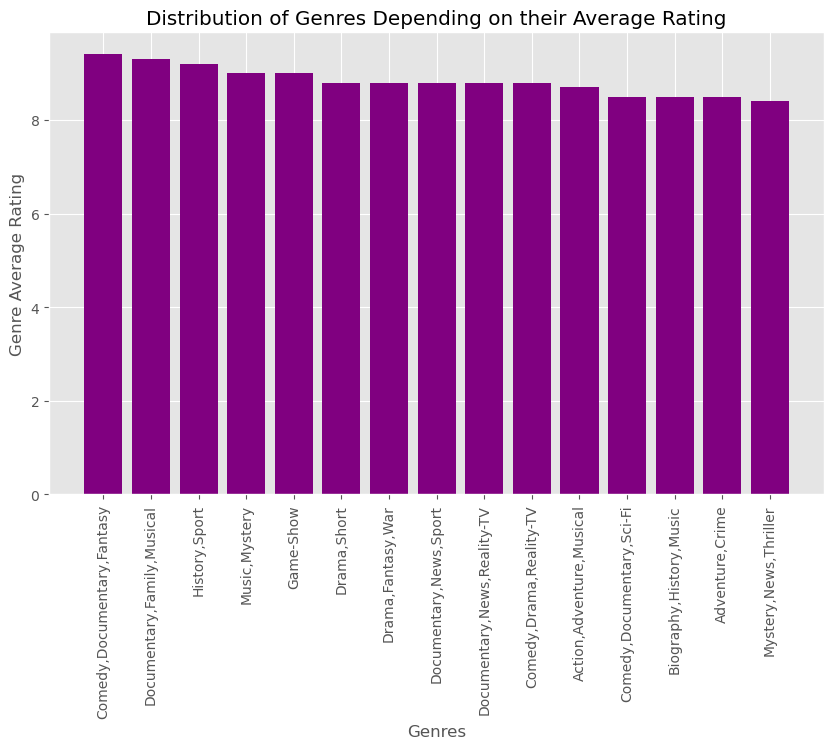 Distribution of Genres Depending on their Average Rating
Genre Average Rating
8
6
4
2
0
Comedy,Documentary,Fantasy
Documentary,Family,Musical
History,Sport
Music,Mystery
Game-Show
Drama,Short
Drama,Fantasy,War
Documentary,News,Sport
Documentary,News,Reality-TV
Comedy,Drama,Reality-TV
Action,Adventure,Musical
Comedy,Documentary,Sci-Fi
Biography,History,Music
Adventure,Crime
Mystery,News,Thriller
Genres